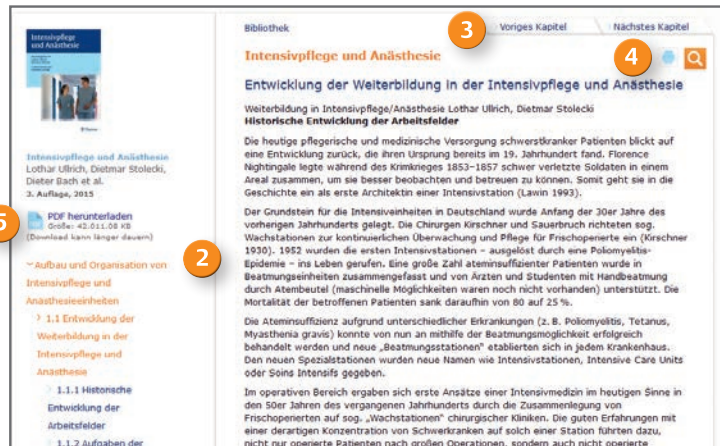 Intensivpflege
und Anästhesie
Intensivpflege und Anästhesie
Lothar Ullrich, Dietmar Stolecki,
Dieter Bach et al.
3. Auflage, 2015
5
PDF herunterladen
Größe: 42.011.08 KB
(Download kann länger dauern)
2
Aufbau und Organisation von
Intensivpflege und
Anästhesieeinheiten
1.1 Entwicklung der
Weiterbildung in der
Intensivpflege und
Anästhesie
1.1.1 Historische
Entwicklung der
Arbeitsfelder
1.1.2 Aufgaben der
Bibliothek
3
Voriges Kapitel
Nächstes Kapitel
4
Intensivpflege und Anästhesie
Entwicklung der Weiterbildung in der Intensivpflege und Anästhesie
Weiterbildung in Intensivpflege/Anästhesie Lothar Ullrich, Dietmar Stolecki
Historische Entwicklung der Arbeitsfelder
Die heutige pflegerische und medizinische Versorgung schwerstkranker Patienten blickt auf
eine Entwicklung zurück, die ihren Ursprung bereits im 19. Jahrhundert fand. Florence
Nightingale legte während des Krimkrieges 1853–1857 schwer verletzte Soldaten in einem
Areal zusammen, um sie besser beobachten und betreuen zu können. Somit geht sie in die
Geschichte ein als erste Architektin einer Intensivstation (Lawin 1993).
Der Grundstein für die Intensiveinheiten in Deutschland wurde Anfang der 30er Jahre des
vorherigen Jahrhunderts gelegt. Die Chirurgen Kirschner und Sauerbruch richteten sog.
Wachstationen zur kontinuierlichen Überwachung und Pflege für Frischoperierte ein (Kirschner
1930). 1952 wurden die ersten Intensivstationen – ausgelöst durch eine Poliomyelitis-
Epidemie – ins Leben gerufen. Eine große Zahl ateminsuffizienter Patienten wurde in
Beatmungseinheiten zusammengefasst und von Ärzten und Studenten mit Handbeatmung
durch Atembeutel (maschinelle Möglichkeiten waren noch nicht vorhanden) unterstützt. Die
Mortalität der betroffenen Patienten sank daraufhin von 80 auf 25 %.
Die Ateminsuffizienz aufgrund unterschiedlicher Erkrankungen (z. B. Poliomyelitis, Tetanus,
Myasthenia gravis) konnte von nun an mithilfe der Beatmungsmöglichkeit erfolgreich
behandelt werden und neue „Beatmungsstationen" etablierten sich in jedem Krankenhaus.
Den neuen Spezialstationen wurden neue Namen wie Intensivstationen, Intensive Care Units
oder Soins Intensifs gegeben.
Im operativen Bereich ergaben sich erste Ansätze einer Intensivmedizin im heutigen Sinne in
den 50er Jahren des vergangenen Jahrhunderts durch die Zusammenlegung von
Frischoperierten auf sog. „Wachstationen" chirurgischer Kliniken. Die guten Erfahrungen mit
einer derartigen Konzentration von Schwerkranken auf solch einer Station führten dazu,
nicht nur operierte Patienten nach großen Operationen, sondern auch nicht operierte